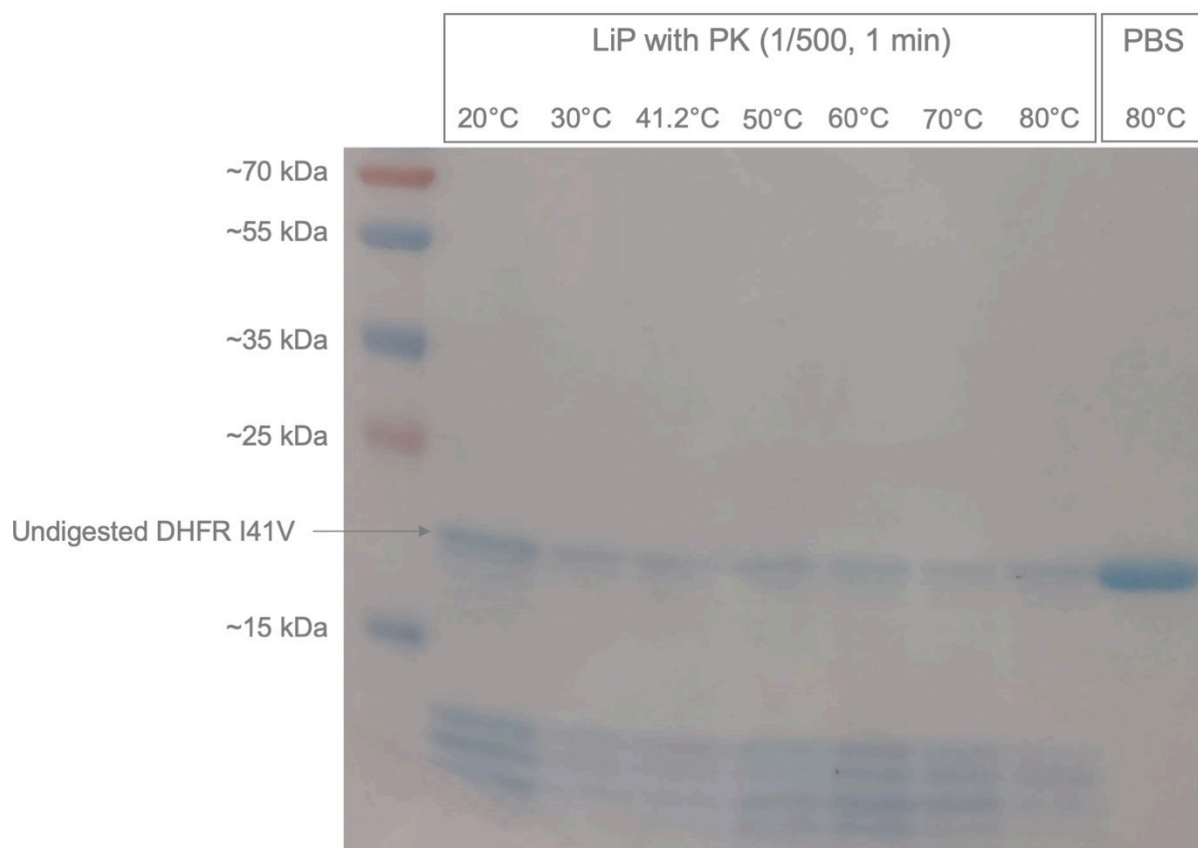 LiP with PK (1/500, 1 min)
PBS
20°C 30°C 41.2°C 50°C 60°C 70°C 80°C 80°C
~70 kDa
~55 kDa
~35 kDa
~25 kDa
Undigested DHFR I41V
~15 kDa